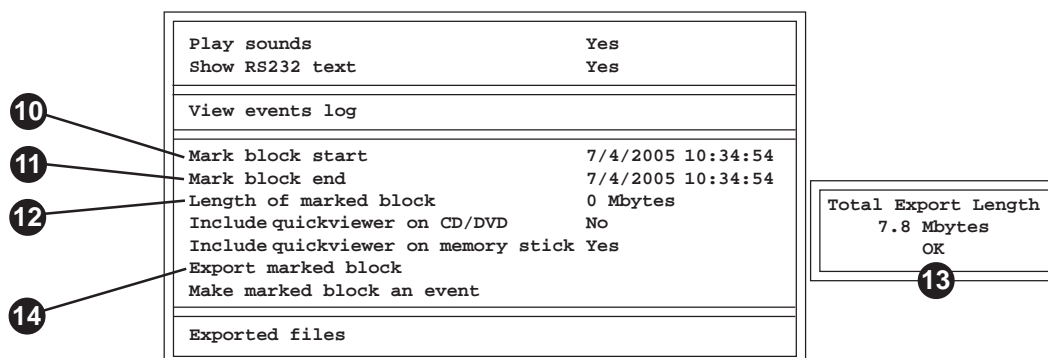 Play sounds Yes
Show RS232 text Yes
View events log
10
Mark block start 7/4/2005 10:34:54
11
Mark block end 7/4/2005 10:34:54
12
Length of marked block 0 Mbytes
Include quickviewer on CD/DVD No
Include quickviewer on memory stick Yes
14
Export marked block
Make marked block an event
Exported files
Total Export Length
7.8 Mbytes
OK
13